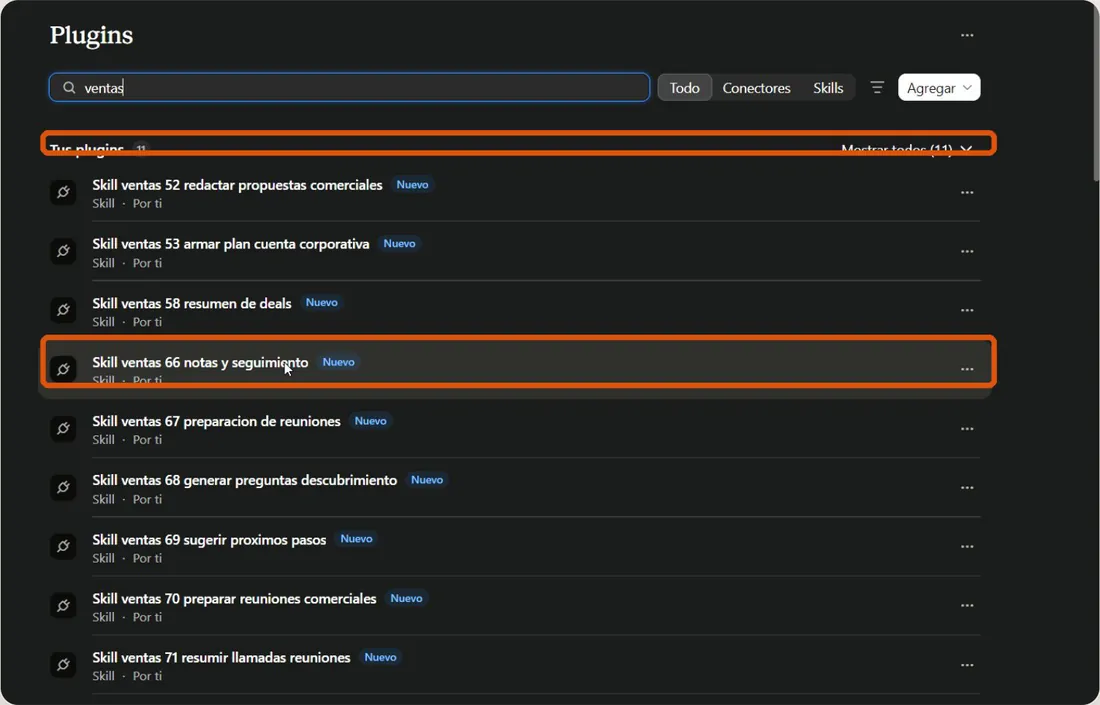 Plugins
ventas
Todo
Conectores
Skills
Agregar
Tus plugins 11
Mostrar todos (11)
Skill ventas 52 redactar propuestas comerciales Nuevo
Skill · Por ti
Skill ventas 53 armar plan cuenta corporativa Nuevo
Skill · Por ti
Skill ventas 58 resumen de deals Nuevo
Skill · Por ti
Skill ventas 66 notas y seguimiento Nuevo
Skill · Por ti
Skill ventas 67 preparacion de reuniones Nuevo
Skill · Por ti
Skill ventas 68 generar preguntas descubrimiento Nuevo
Skill · Por ti
Skill ventas 69 sugerir proximos pasos Nuevo
Skill · Por ti
Skill ventas 70 preparar reuniones comerciales Nuevo
Skill · Por ti
Skill ventas 71 resumir llamadas reuniones Nuevo
Skill · Por ti